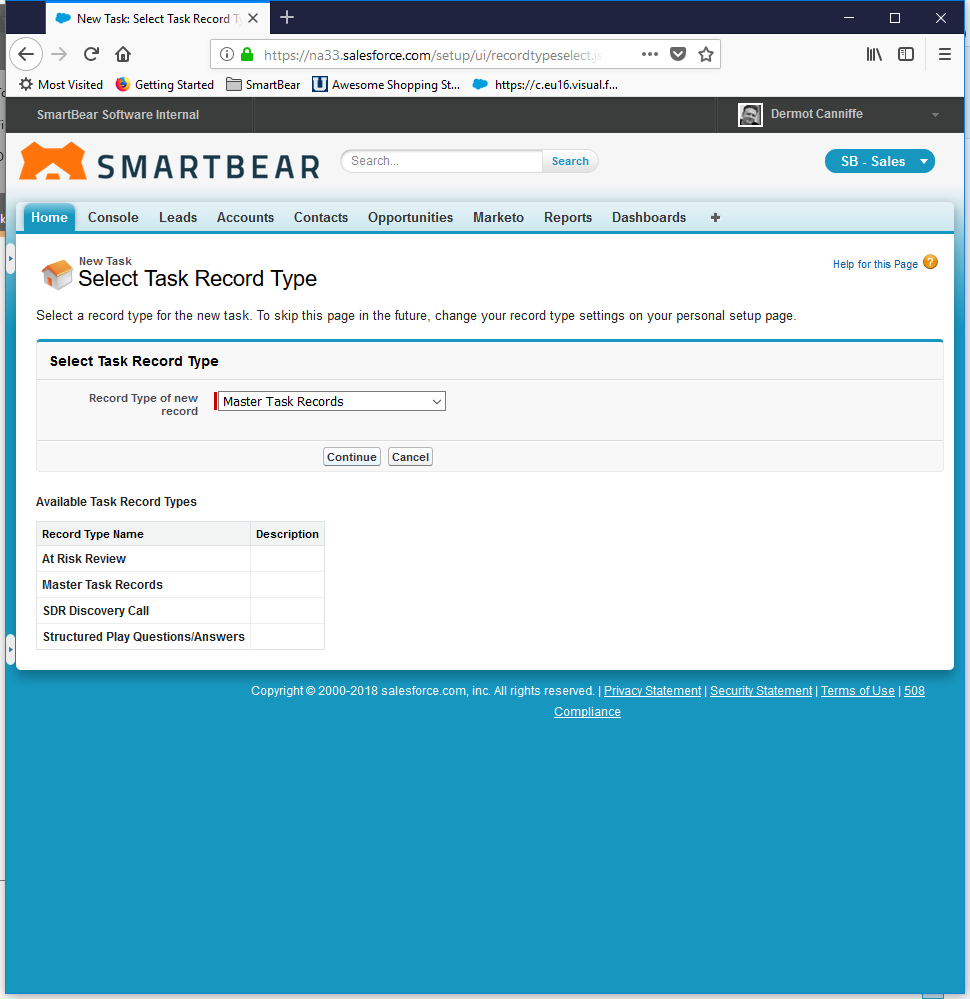 New Task: Select Task Record T
https://na33.salesforce.com/setup/ui/recordtypeselect.js
Most Visited Getting Started SmartBear Awesome Shopping St... https://c.eu16.visual.f...
SmartBear Software Internal Dermot Canniffe
SMARTBEAR Search... Search SB - Sales
Home Console Leads Accounts Contacts Opportunities Marketo Reports Dashboards +
New Task
Select Task Record Type
Help for this Page ?
Select a record type for the new task. To skip this page in the future, change your record type settings on your personal setup page.
Select Task Record Type
Record Type of new
record
Master Task Records
Continue Cancel
Available Task Record Types
Record Type Name Description
At Risk Review
Master Task Records
SDR Discovery Call
Structured Play Questions/Answers
Copyright © 2000-2018 salesforce.com, inc. All rights reserved. | Privacy Statement | Security Statement | Terms of Use | 508
Compliance